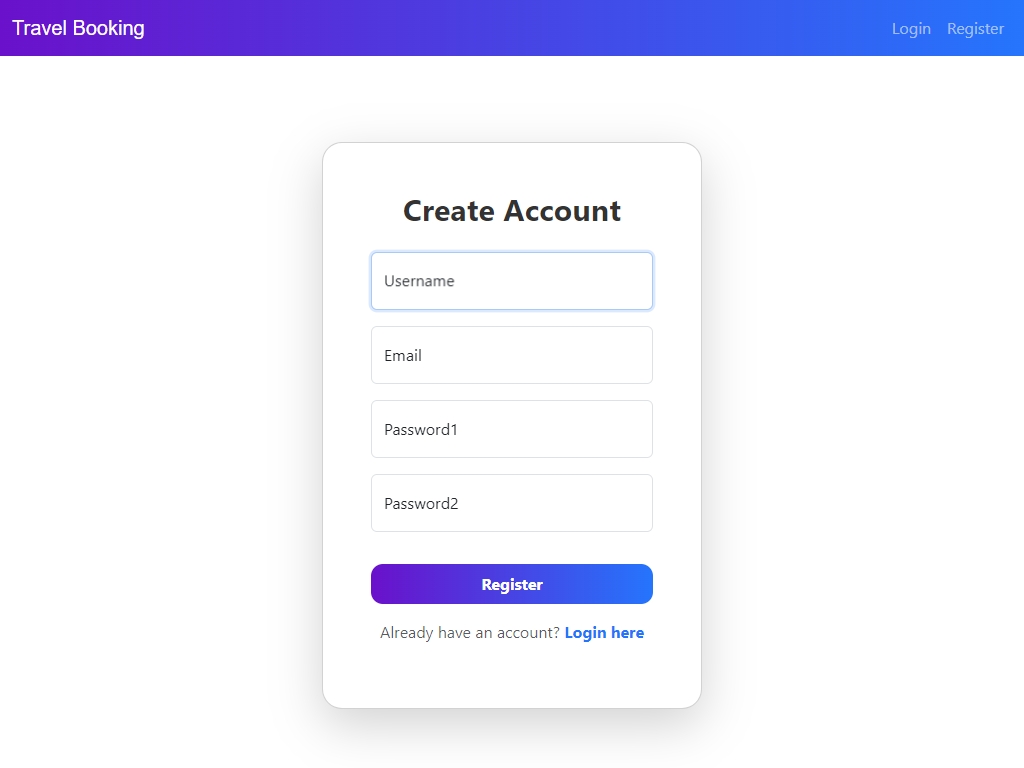 Travel Booking
Login
Register
Create Account
Username
Email
Password1
Password2
Register
Already have an account? Login here